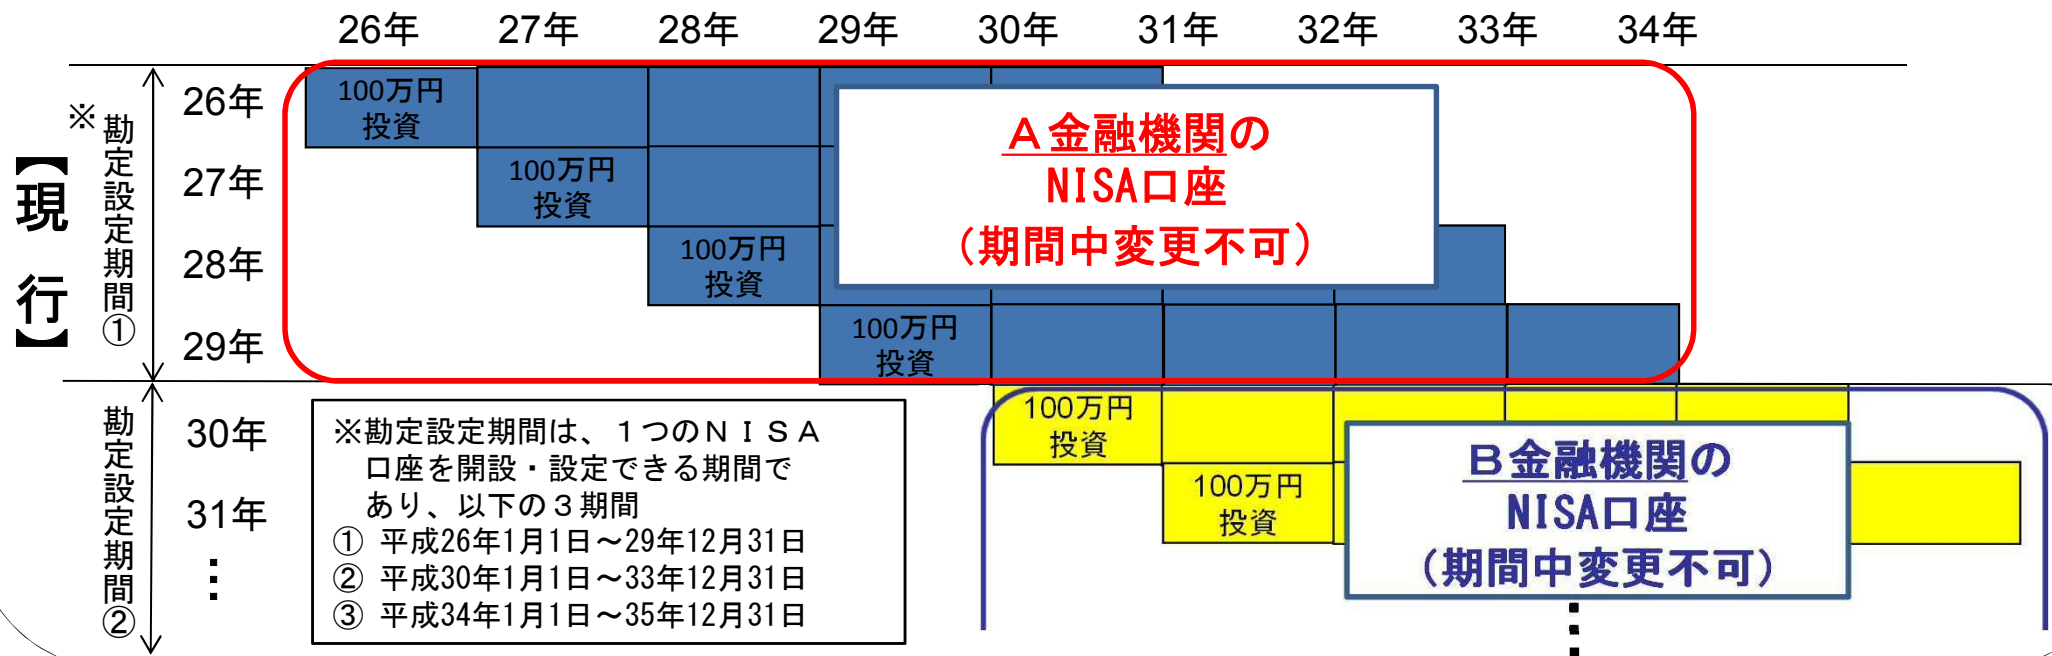 26年 27年 28年 29年 30年 31年 32年 33年 34年
【現行】
※勘定設定期間①
26年
27年
28年
29年
100万円
投資
100万円
投資
100万円
投資
100万円
投資
A金融機関の
NISA口座
（期間中変更不可）
勘定設定期間②
30年
31年
⋮
※勘定設定期間は、１つのＮＩＳＡ
口座を開設・設定できる期間で
あり、以下の３期間
① 平成26年1月1日～29年12月31日
② 平成30年1月1日～33年12月31日
③ 平成34年1月1日～35年12月31日
100万円
投資
100万円
投資
B金融機関の
NISA口座
（期間中変更不可）